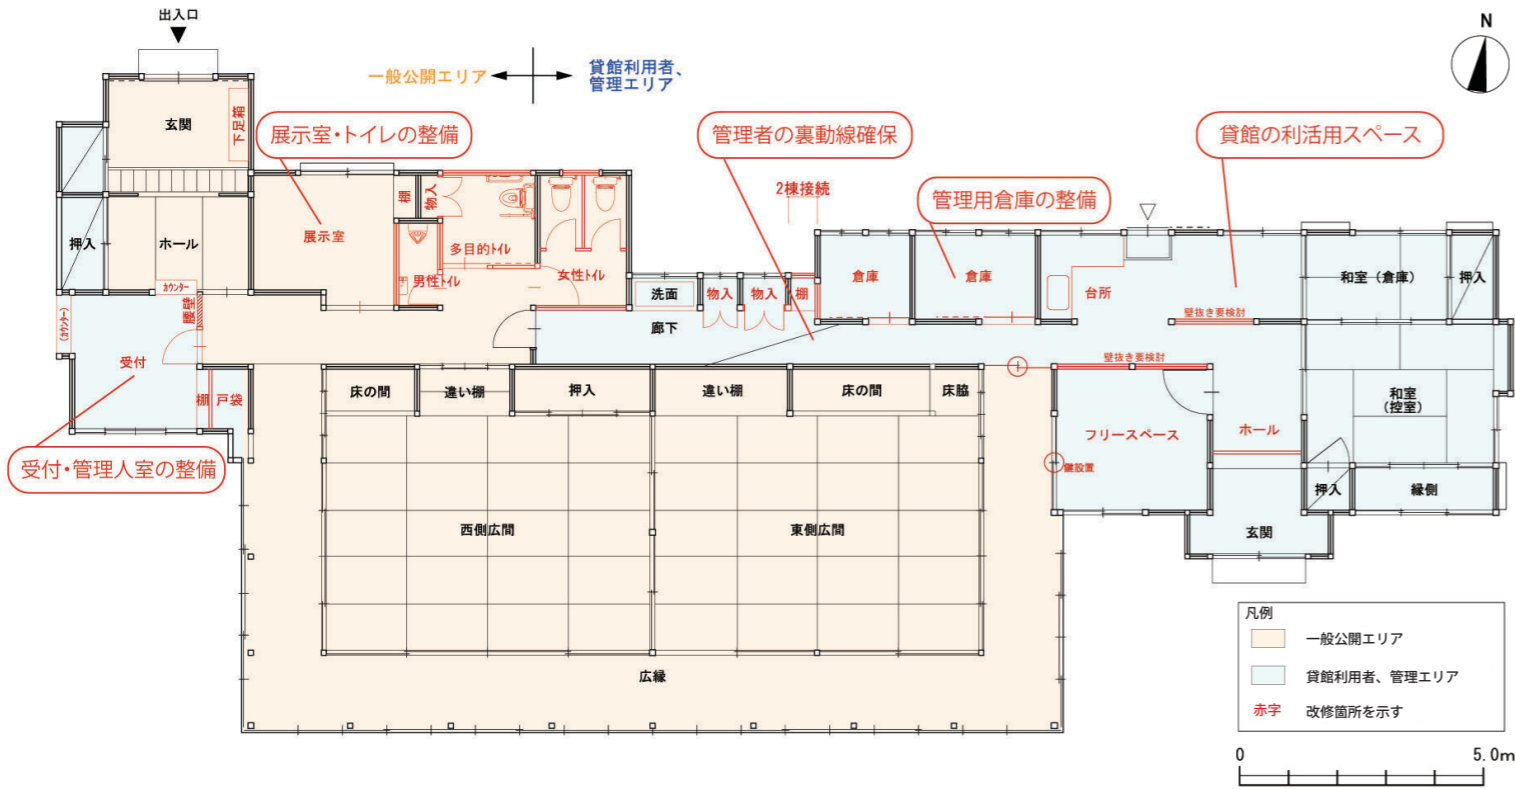 出入口
N
一般公開エリア
貸館利用者、
管理エリア
玄関
下足箱
展示室・トイレの整備
管理者の裏動線確保
貸館の利活用スペース
2棟接続
管理用倉庫の整備
棚
物入
押入
ホール
展示室
多目的トイレ
男性トイレ
女性トイレ
カウンター
腰壁
(カウンター)
受付
棚
戸袋
受付・管理人室の整備
洗面
物入
物入
棚
廊下
倉庫
倉庫
台所
壁抜き要検討
壁抜き要検討
和室(倉庫)
押入
和室
(控室)
床の間
違い棚
押入
違い棚
床の間
床脇
フリースペース
ホール
鍵設置
押入
縁側
玄関
西側広間
東側広間
広縁
凡例
一般公開エリア
貸館利用者、管理エリア
赤字 改修箇所を示す
0 5.0m